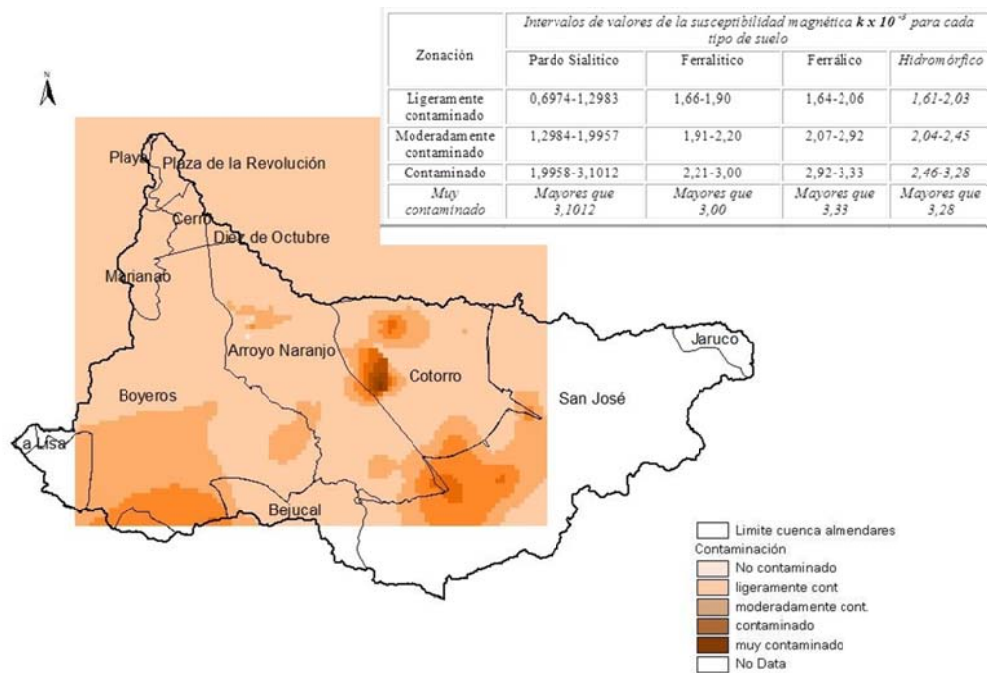 Zonación
Intervalos de valores de la susceptibilidad magnética k x 10⁻³ para cada
tipo de suelo
Pardo Sialitico
Ferralitico
Ferrálico
Hidromórfico
Ligeramente
contaminado
0,6974-1,2983
1,66-1,90
1,64-2,06
1,61-2,03
Moderadamente
contaminado
1,2984-1,9957
1,91-2,20
2,07-2,92
2,04-2,45
Contaminado
1,9958-3,1012
2,21-3,00
2,92-3,33
2,46-3,28
Muy
contaminado
Mayores que
3,1012
Mayores que
3,00
Mayores que
3,33
Mayores que
3,28
N
Playa
Plaza de la Revolución
Cerro
Diez de Octubre
Marianao
Arroyo Naranjo
Jaruco
Cotorro
Boyeros
San José
La Lisa
Bejucal
Limite cuenca almendares
Contaminación
No contaminado
ligeramente cont
moderadamente cont.
contaminado
muy contaminado
No Data